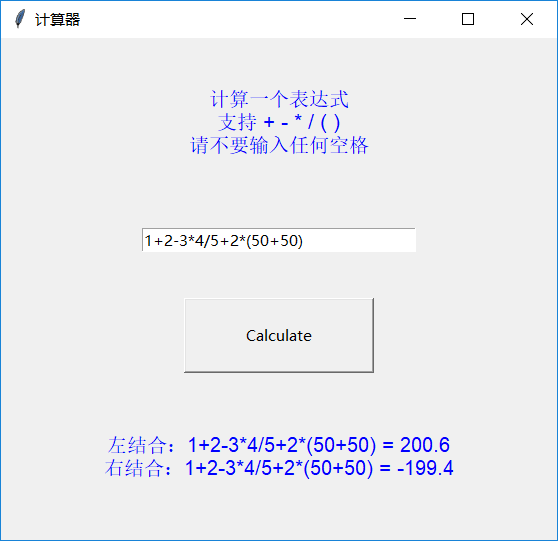 计算器
计算一个表达式
支持 + - * / ( )
请不要输入任何空格
1+2-3*4/5+2*(50+50)
Calculate
左结合：1+2-3*4/5+2*(50+50) = 200.6
右结合：1+2-3*4/5+2*(50+50) = -199.4